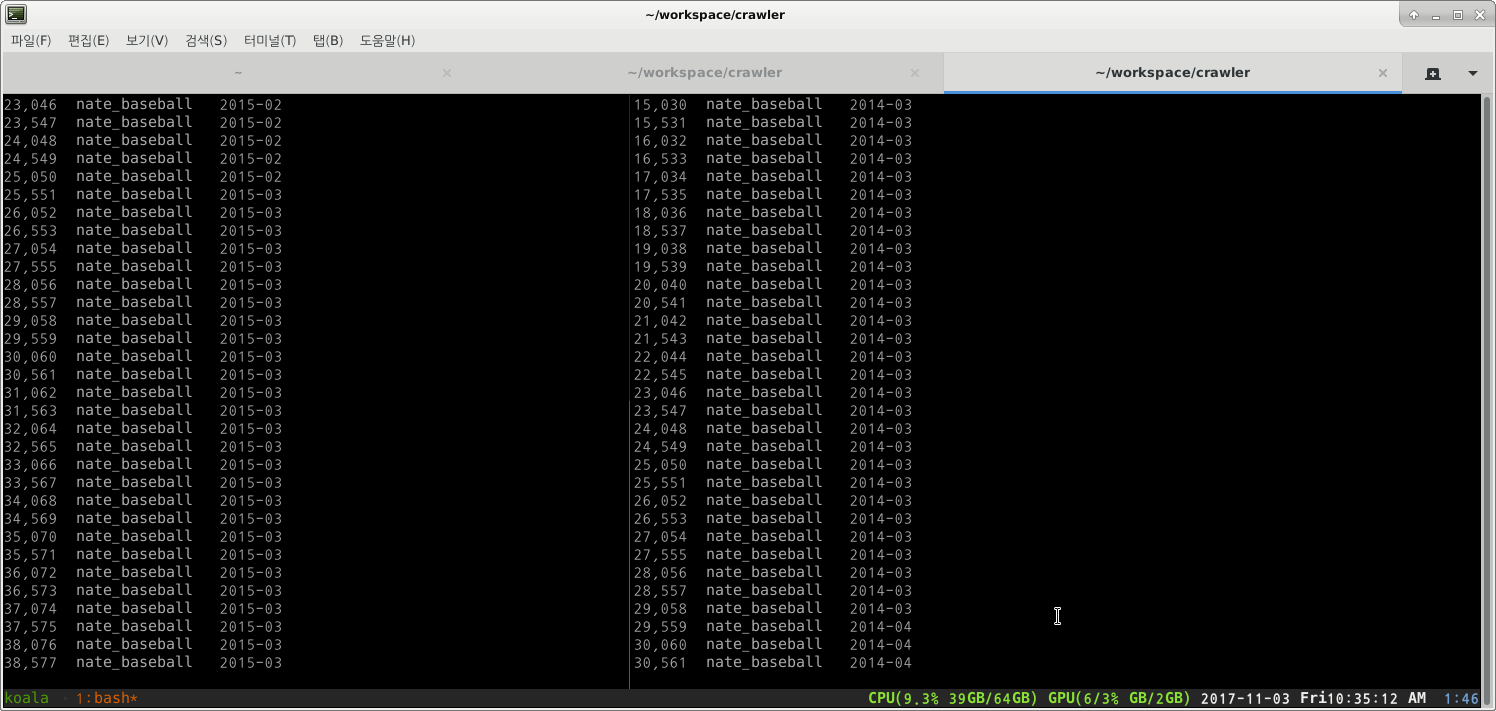 ~/workspace/crawler
파일(F) 편집(E) 보기(V) 검색(S) 터미널(T) 탭(B) 도움말(H)
~ ~/workspace/crawler ~/workspace/crawler
23,046 nate_baseball 2015-02
23,547 nate_baseball 2015-02
24,048 nate_baseball 2015-02
24,549 nate_baseball 2015-02
25,050 nate_baseball 2015-02
25,551 nate_baseball 2015-03
26,052 nate_baseball 2015-03
26,553 nate_baseball 2015-03
27,054 nate_baseball 2015-03
27,555 nate_baseball 2015-03
28,056 nate_baseball 2015-03
28,557 nate_baseball 2015-03
29,058 nate_baseball 2015-03
29,559 nate_baseball 2015-03
30,060 nate_baseball 2015-03
30,561 nate_baseball 2015-03
31,062 nate_baseball 2015-03
31,563 nate_baseball 2015-03
32,064 nate_baseball 2015-03
32,565 nate_baseball 2015-03
33,066 nate_baseball 2015-03
33,567 nate_baseball 2015-03
34,068 nate_baseball 2015-03
34,569 nate_baseball 2015-03
35,070 nate_baseball 2015-03
35,571 nate_baseball 2015-03
36,072 nate_baseball 2015-03
36,573 nate_baseball 2015-03
37,074 nate_baseball 2015-03
37,575 nate_baseball 2015-03
38,076 nate_baseball 2015-03
38,577 nate_baseball 2015-03
15,030 nate_baseball 2014-03
15,531 nate_baseball 2014-03
16,032 nate_baseball 2014-03
16,533 nate_baseball 2014-03
17,034 nate_baseball 2014-03
17,535 nate_baseball 2014-03
18,036 nate_baseball 2014-03
18,537 nate_baseball 2014-03
19,038 nate_baseball 2014-03
19,539 nate_baseball 2014-03
20,040 nate_baseball 2014-03
20,541 nate_baseball 2014-03
21,042 nate_baseball 2014-03
21,543 nate_baseball 2014-03
22,044 nate_baseball 2014-03
22,545 nate_baseball 2014-03
23,046 nate_baseball 2014-03
23,547 nate_baseball 2014-03
24,048 nate_baseball 2014-03
24,549 nate_baseball 2014-03
25,050 nate_baseball 2014-03
25,551 nate_baseball 2014-03
26,052 nate_baseball 2014-03
26,553 nate_baseball 2014-03
27,054 nate_baseball 2014-03
27,555 nate_baseball 2014-03
28,056 nate_baseball 2014-03
28,557 nate_baseball 2014-03
29,058 nate_baseball 2014-03
29,559 nate_baseball 2014-04
30,060 nate_baseball 2014-04
30,561 nate_baseball 2014-04
koala 1:bash* CPU(9.3% 39GB/64GB) GPU(6/3% GB/2GB) 2017-11-03 Fri10:35:12 AM 1:46